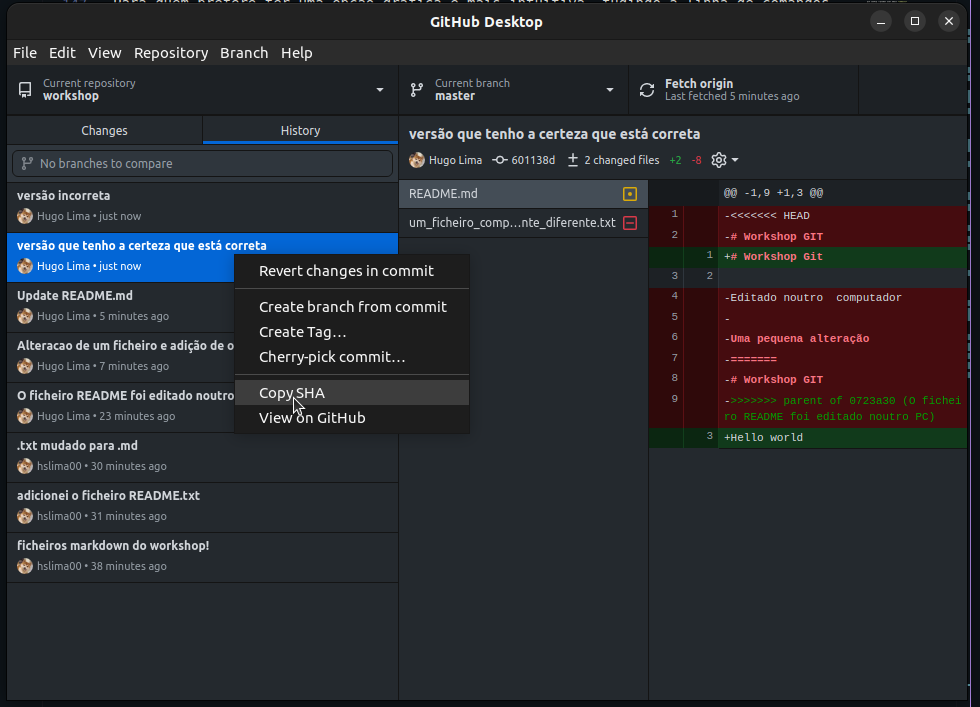 GitHub Desktop
File Edit View Repository Branch Help
Current repository
workshop
Current branch
master
Fetch origin
Last fetched 5 minutes ago
Changes
History
No branches to compare
versão incorreta
Hugo Lima • just now
versão que tenho a certeza que está correta
Hugo Lima • just now
Update README.md
Hugo Lima • 5 minutes ago
Alteracao de um ficheiro e adição de o
Hugo Lima • 7 minutes ago
O ficheiro README foi editado noutro
Hugo Lima • 23 minutes ago
.txt mudado para .md
hslima00 • 30 minutes ago
adicionei o ficheiro README.txt
hslima00 • 31 minutes ago
ficheiros markdown do workshop!
hslima00 • 38 minutes ago
Revert changes in commit
Create branch from commit
Create Tag…
Cherry-pick commit…
Copy SHA
View on GitHub
versão que tenho a certeza que está correta
Hugo Lima 601138d 2 changed files +2 -8
README.md
um_ficheiro_comp…nte_diferente.txt
@@ -1,9 +1,3 @@
1 -<<<<<<< HEAD
2 -# Workshop GIT
1 +# Workshop Git
3 2
4 -Editado noutro  computador
5 -
6 -Uma pequena alteração
7 -=======
8 -# Workshop GIT
9 ->>>>>>> parent of 0723a30 (O fichei
ro README foi editado noutro PC)
3 +Hello world